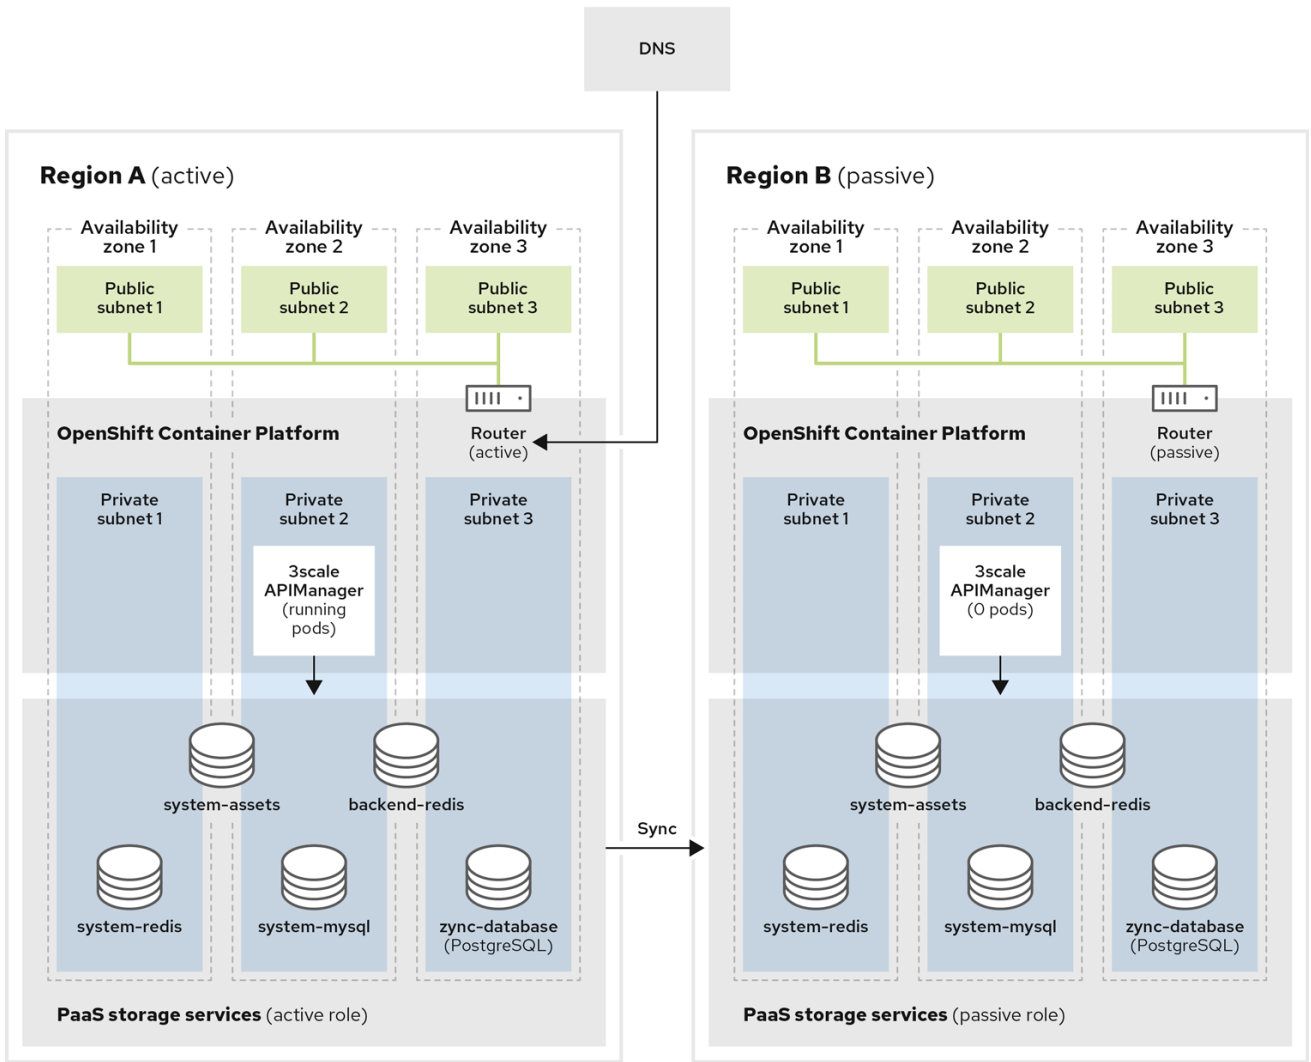 DNS
Region A (active)
Availability
zone 1
Availability
zone 2
Availability
zone 3
Public
subnet 1
Public
subnet 2
Public
subnet 3
OpenShift Container Platform
Router
(active)
Private
subnet 1
Private
subnet 2
Private
subnet 3
3scale
APIManager
(running
pods)
system-assets
backend-redis
system-redis
system-mysql
zync-database
(PostgreSQL)
PaaS storage services (active role)
Sync
Region B (passive)
Availability
zone 1
Availability
zone 2
Availability
zone 3
Public
subnet 1
Public
subnet 2
Public
subnet 3
OpenShift Container Platform
Router
(passive)
Private
subnet 1
Private
subnet 2
Private
subnet 3
3scale
APIManager
(0 pods)
system-assets
backend-redis
system-redis
system-mysql
zync-database
(PostgreSQL)
PaaS storage services (passive role)